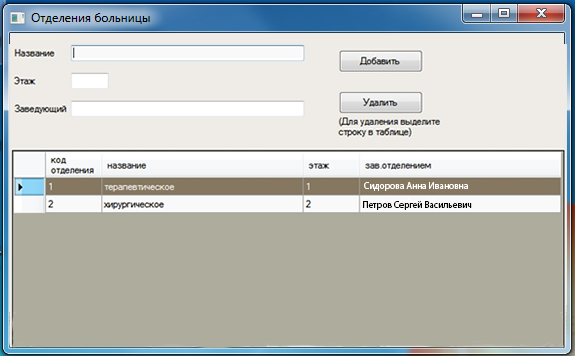 Отделения больницы
Название
Добавить
Этаж
Заведующий
Удалить
(Для удаления выделите
строку в таблице)
код
отделения название этаж зав.отделением
1 терапевтическое 1 Сидорова Анна Ивановна
2 хирургическое 2 Петров Сергей Васильевич